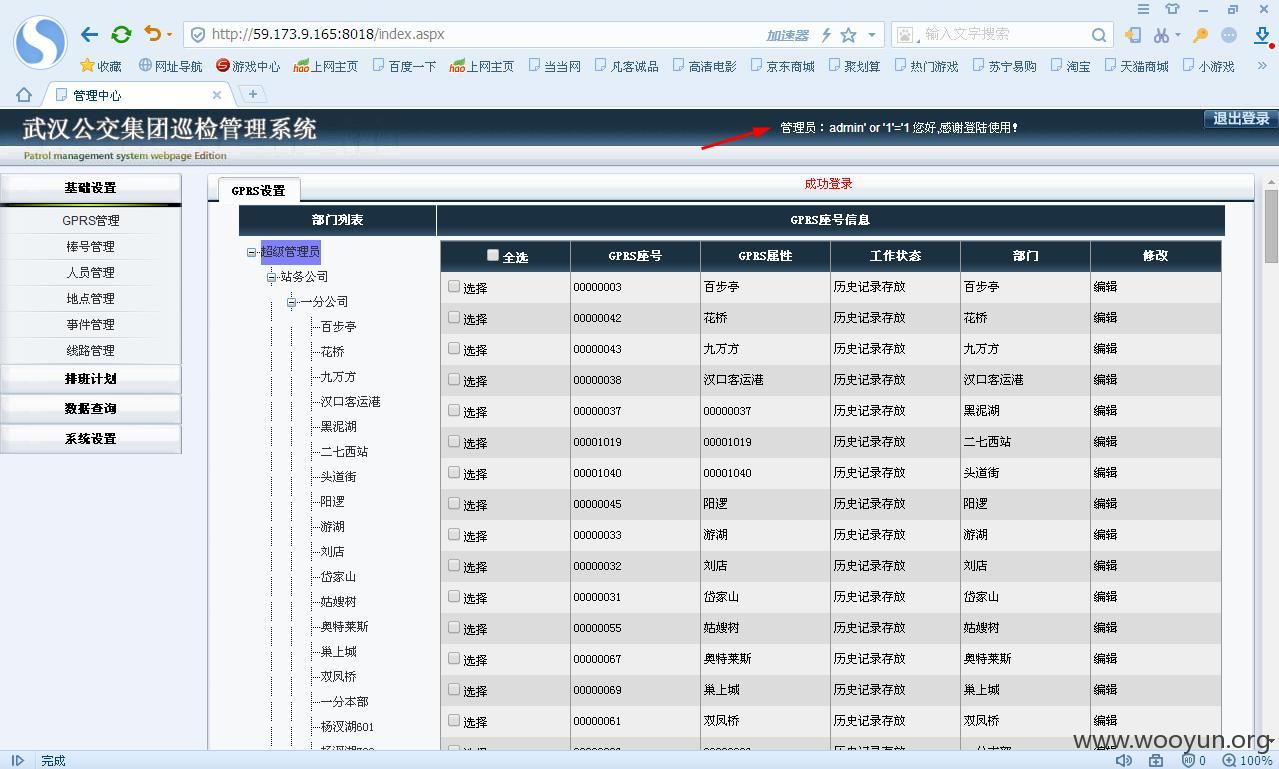 http://59.173.9.165:8018/index.aspx
加速器
输入文字搜索
收藏 网址导航 游戏中心 上网主页 百度一下 上网主页 当当网 凡客诚品 高清电影 京东商城 聚划算 热门游戏 苏宁易购 淘宝 天猫商城 小游戏
管理中心
武汉公交集团巡检管理系统
Patrol management system webpage Edition
管理员：admin' or '1'='1 您好,感谢登陆使用!
退出登录
基础设置
GPRS管理
棒号管理
人员管理
地点管理
事件管理
线路管理
排班计划
数据查询
系统设置
GPRS设置
成功登录
部门列表
超级管理员
站务公司
一分公司
百步亭
花桥
九万方
汉口客运港
黑泥湖
二七西站
头道街
阳逻
游湖
刘店
岱家山
姑嫂树
奥特莱斯
巢上城
双凤桥
一分本部
杨汊湖601
GPRS座号信息
全选 GPRS座号 GPRS属性 工作状态 部门 修改
选择 00000003 百步亭 历史记录存放 百步亭 编辑
选择 00000042 花桥 历史记录存放 花桥 编辑
选择 00000043 九万方 历史记录存放 九万方 编辑
选择 00000038 汉口客运港 历史记录存放 汉口客运港 编辑
选择 00000037 00000037 历史记录存放 黑泥湖 编辑
选择 00001019 00001019 历史记录存放 二七西站 编辑
选择 00001040 00001040 历史记录存放 头道街 编辑
选择 00000045 阳逻 历史记录存放 阳逻 编辑
选择 00000033 游湖 历史记录存放 游湖 编辑
选择 00000032 刘店 历史记录存放 刘店 编辑
选择 00000031 岱家山 历史记录存放 岱家山 编辑
选择 00000055 姑嫂树 历史记录存放 姑嫂树 编辑
选择 00000067 奥特莱斯 历史记录存放 奥特莱斯 编辑
选择 00000069 巢上城 历史记录存放 巢上城 编辑
选择 00000061 双凤桥 历史记录存放 双凤桥 编辑
www.wooyun.org
完成
0
100%